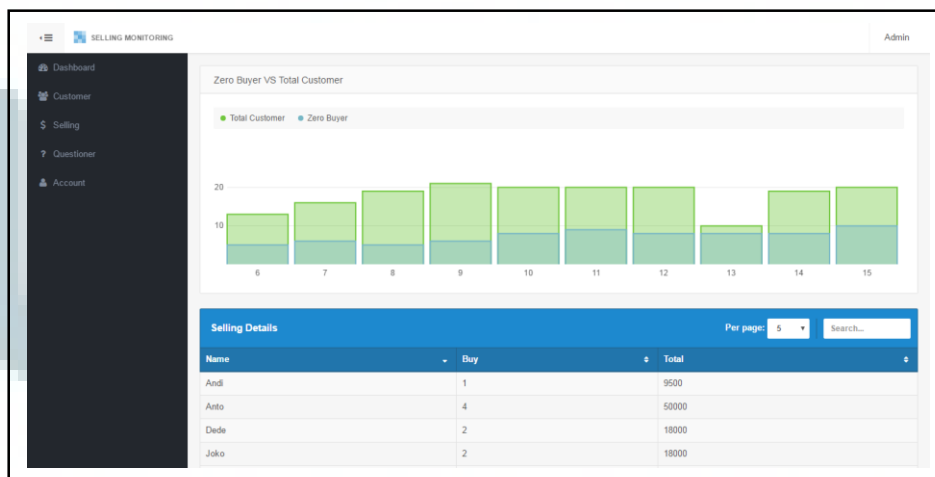 SELLING MONITORING Admin
Dashboard
Customer
$ Selling
? Questioner
Account
Zero Buyer VS Total Customer
Total Customer Zero Buyer
20
10
6 7 8 9 10 11 12 13 14 15
Selling Details Per page: 5 Search...
Name Buy Total
Andi 1 9500
Anto 4 50000
Dede 2 18000
Joko 2 18000